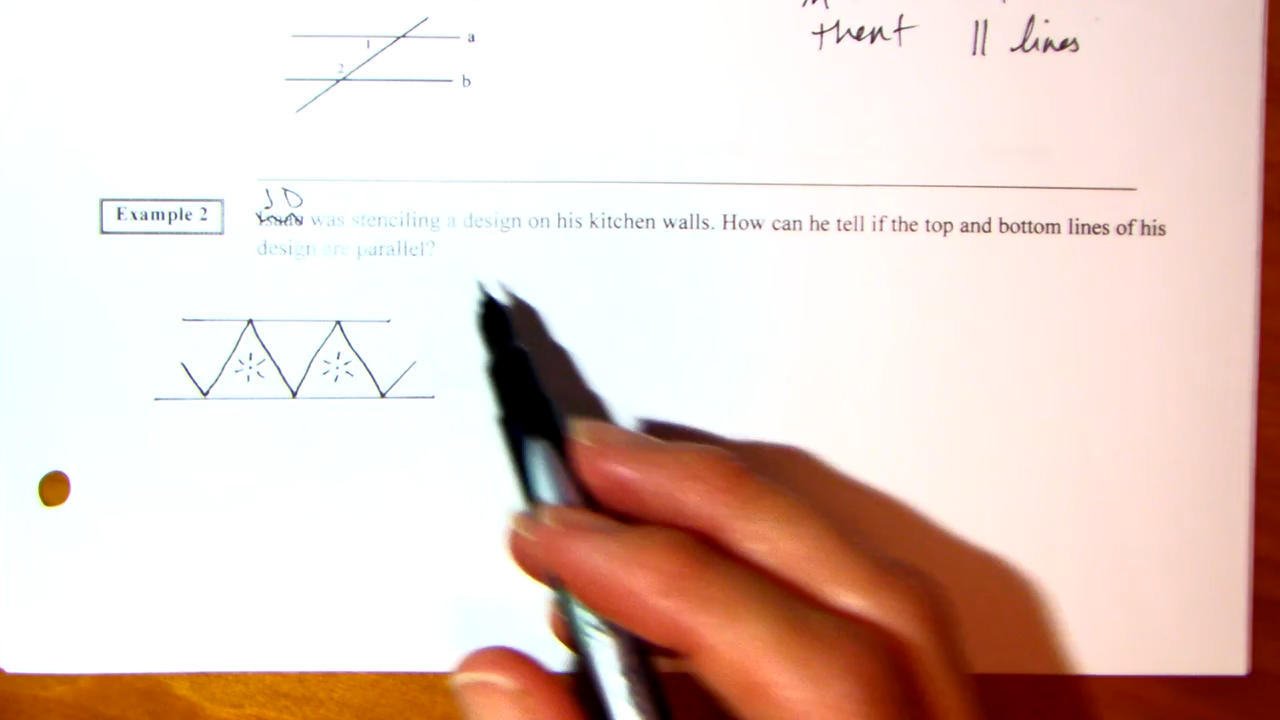 thent || lines
1
a
2
b
Example 2
JD
was stenciling a design on his kitchen walls. How can he tell if the top and bottom lines of his
design are parallel?